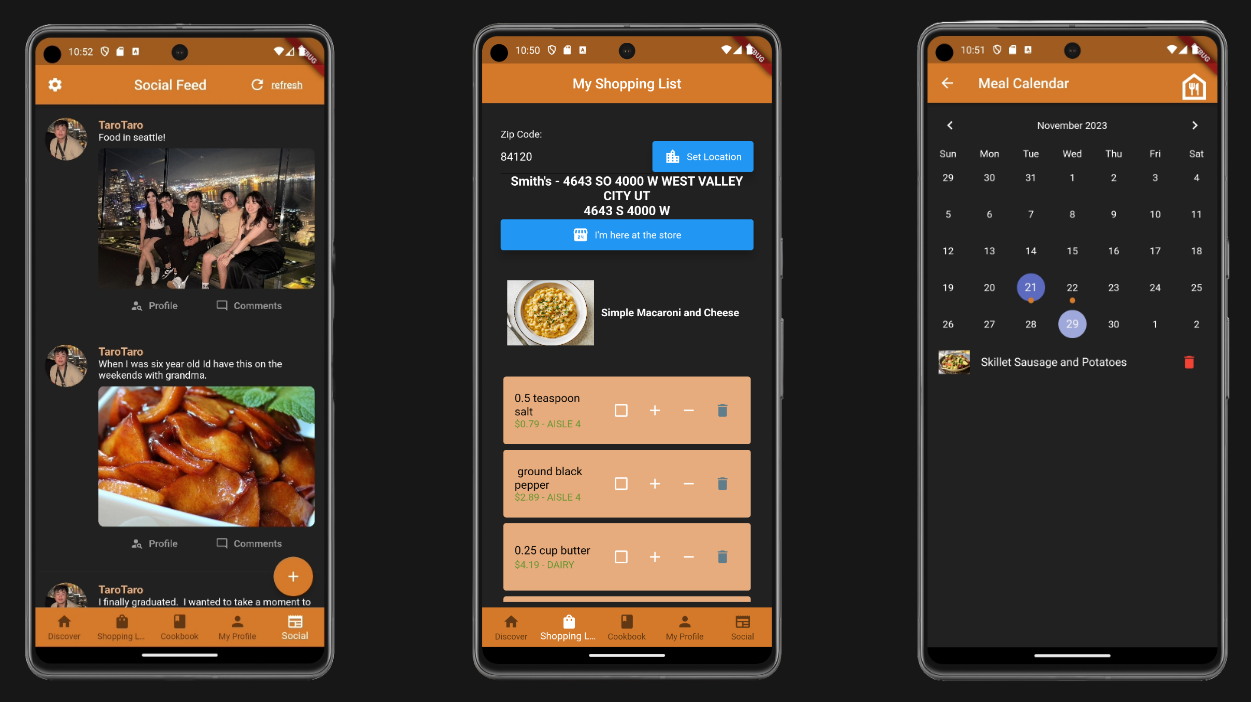 10:52
Social Feed
refresh
TaroTaro
Food in seattle!
Profile
Comments
TaroTaro
When I was six year old Id have this on the
weekends with grandma.
Profile
Comments
TaroTaro
I finally graduated. I wanted to take a moment to
+
Discover
Shopping L...
Cookbook
My Profile
Social
10:50
My Shopping List
Zip Code:
84120
Set Location
Smith's - 4643 SO 4000 W WEST VALLEY
CITY UT
4643 S 4000 W
I'm here at the store
Simple Macaroni and Cheese
0.5 teaspoon
salt
$0.79 - AISLE 4
ground black
pepper
$2.89 - AISLE 4
0.25 cup butter
$4.19 - DAIRY
Discover
Shopping L...
Cookbook
My Profile
Social
10:51
Meal Calendar
November 2023
Sun Mon Tue Wed Thu Fri Sat
29 30 31 1 2 3 4
5 6 7 8 9 10 11
12 13 14 15 16 17 18
19 20 21 22 23 24 25
26 27 28 29 30 1 2
Skillet Sausage and Potatoes